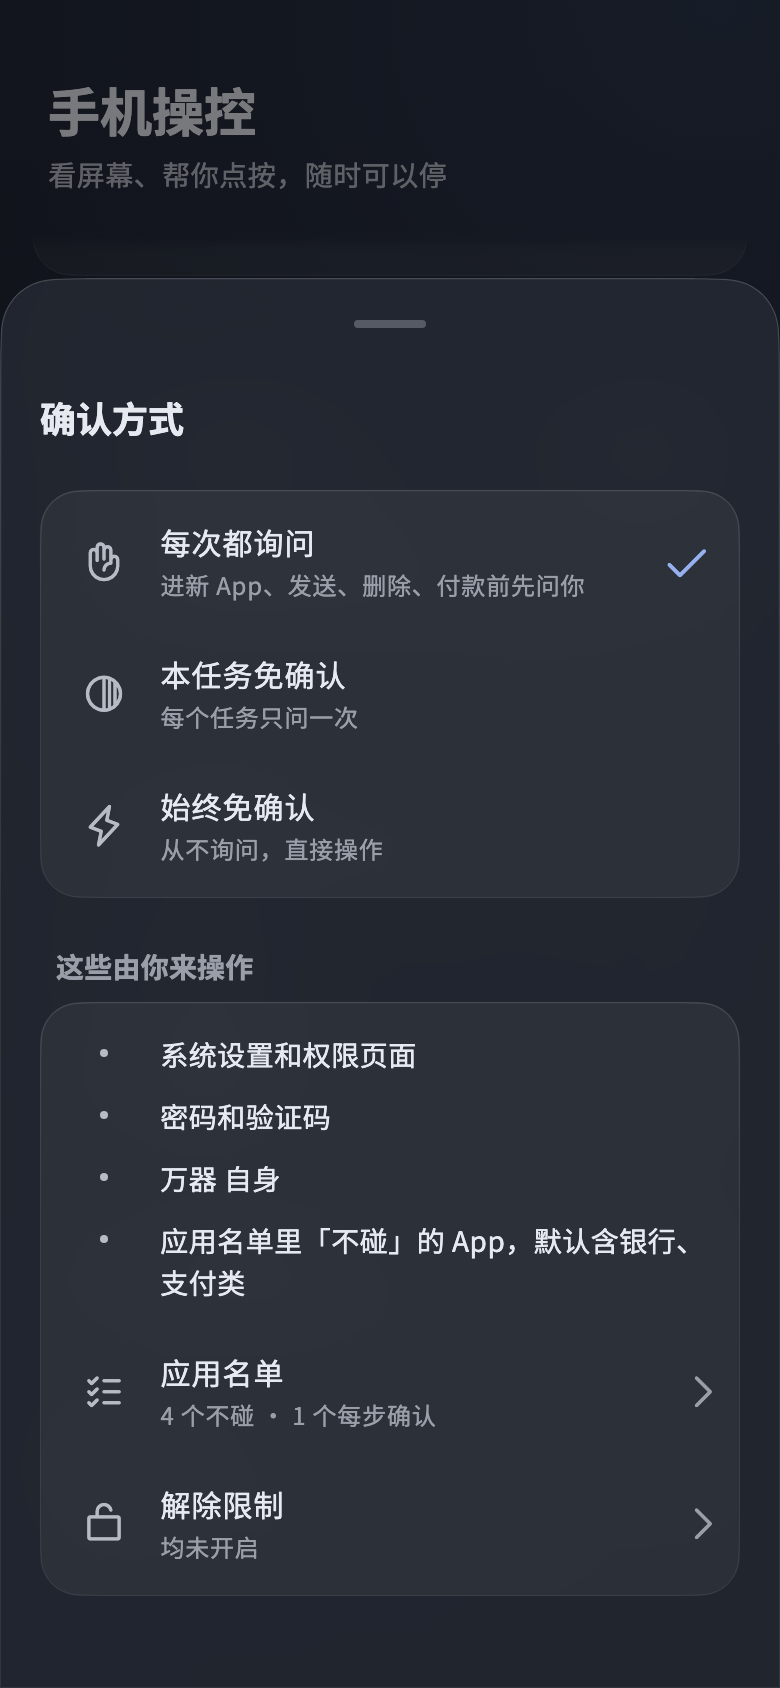 手机操控
看屏幕、帮你点按，随时可以停
确认方式
每次都询问
进新 App、发送、删除、付款前先问你
本任务免确认
每个任务只问一次
始终免确认
从不询问，直接操作
这些由你来操作
• 系统设置和权限页面
• 密码和验证码
• 万器 自身
• 应用名单里「不碰」的 App，默认含银行、
支付类
应用名单
4 个不碰 · 1 个每步确认
解除限制
均未开启